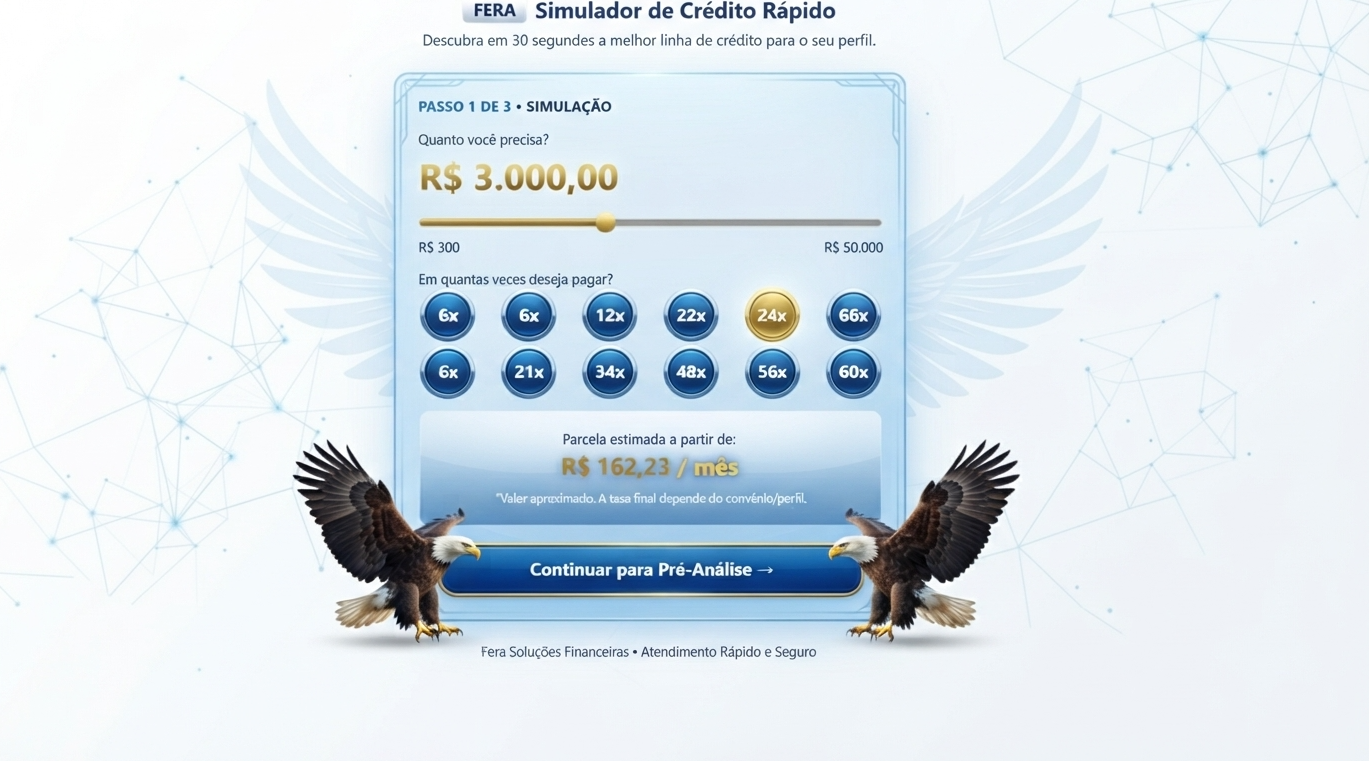 FERA Simulador de Crédito Rápido
Descubra em 30 segundos a melhor linha de crédito para o seu perfil.
PASSO 1 DE 3 • SIMULAÇÃO
Quanto você precisa?
R$ 3.000,00
R$ 300 R$ 50.000
Em quantas veces deseja pagar?
6x 6x 12x 22x 24x 66x
6x 21x 34x 48x 56x 60x
Parcela estimada a partir de:
R$ 162,23 / mês
*Valer apraximado. A tasa final depende do convênlo/perfil.
Continuar para Pré-Análise →
Fera Soluções Financeiras • Atendimento Rápido e Seguro